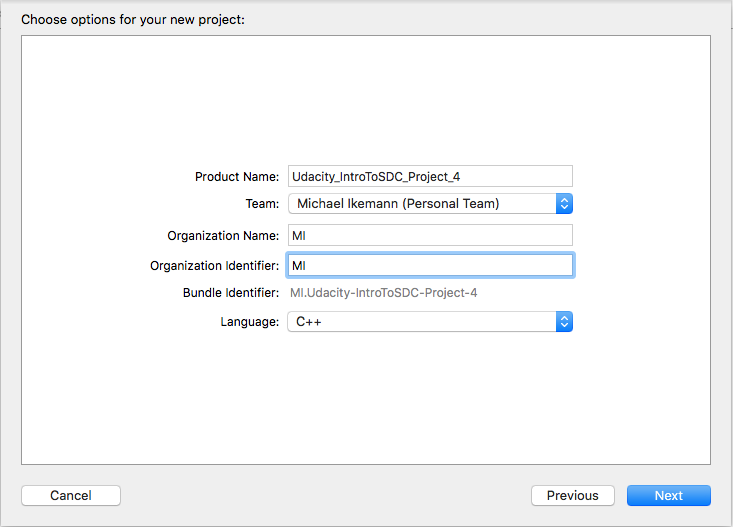 Choose options for your new project:
Product Name: Udacity_IntroToSDC_Project_4
Team: Michael Ikemann (Personal Team)
Organization Name: MI
Organization Identifier: MI
Bundle Identifier: MI.Udacity-IntroToSDC-Project-4
Language: C++
Cancel Previous Next